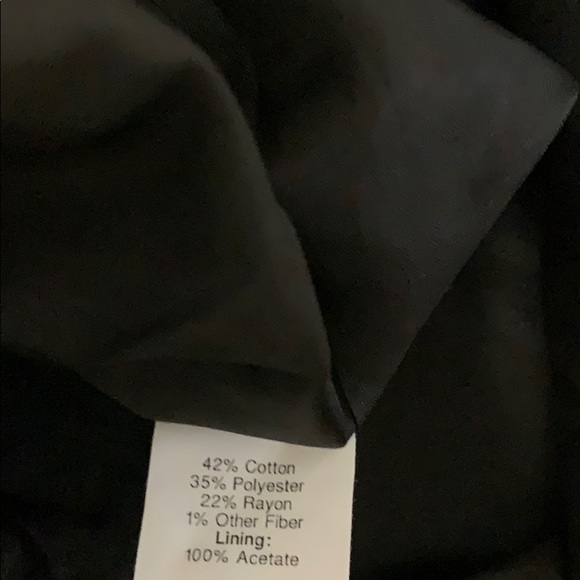 42% Cotton
35% Polyester
22% Rayon
1% Other Fiber
Lining:
100% Acetate